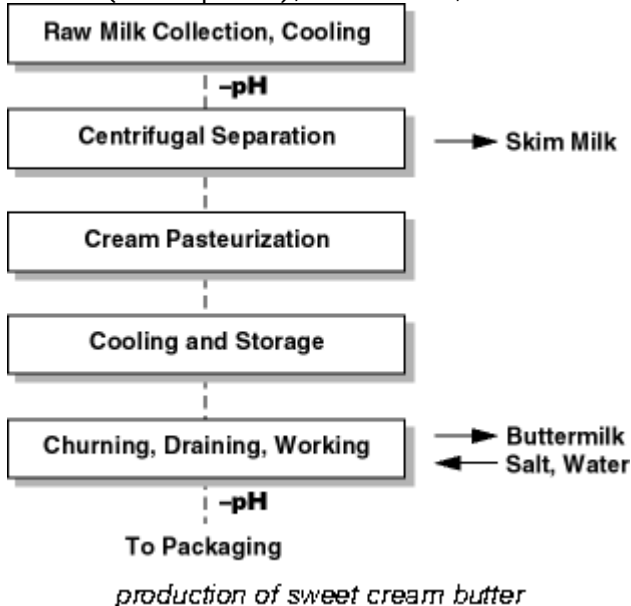 Raw Milk Collection, Cooling
–pH
Centrifugal Separation
Skim Milk
Cream Pasteurization
Cooling and Storage
Churning, Draining, Working
Buttermilk
Salt, Water
–pH
To Packaging
production of sweet cream butter